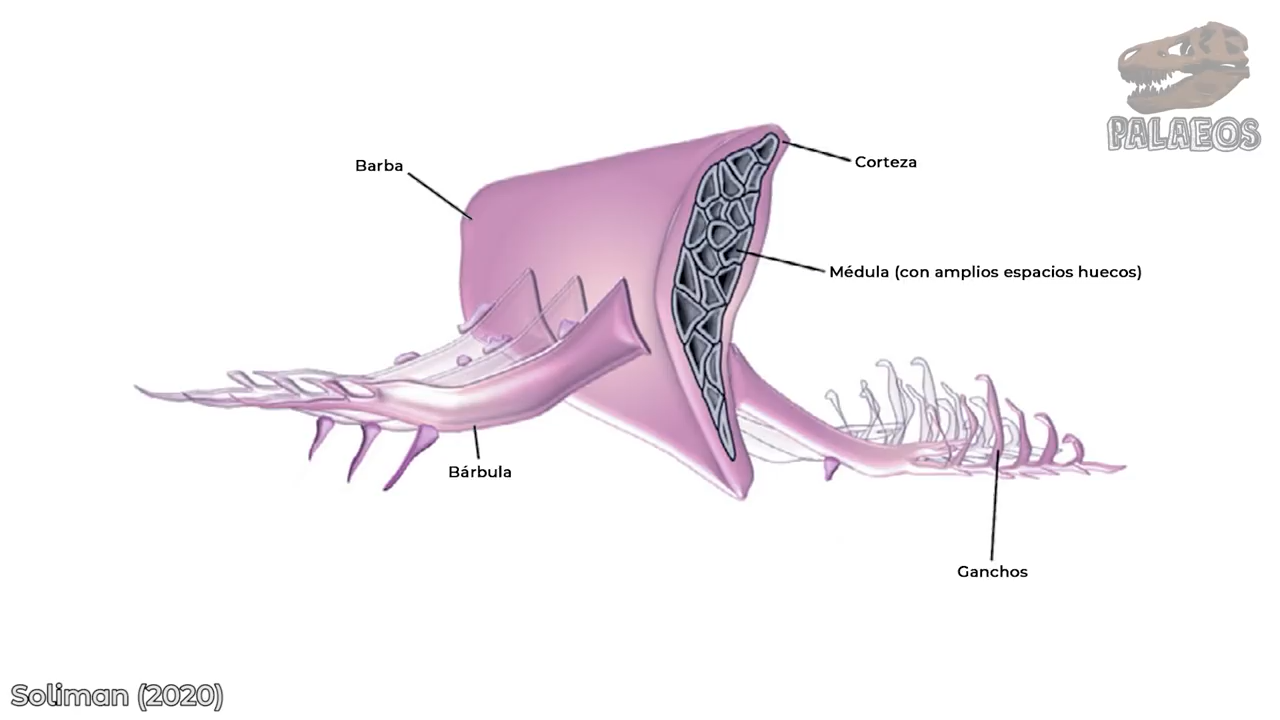 PALAEOS
Barba
Corteza
Médula (con amplios espacios huecos)
Bárbula
Ganchos
Soliman (2020)